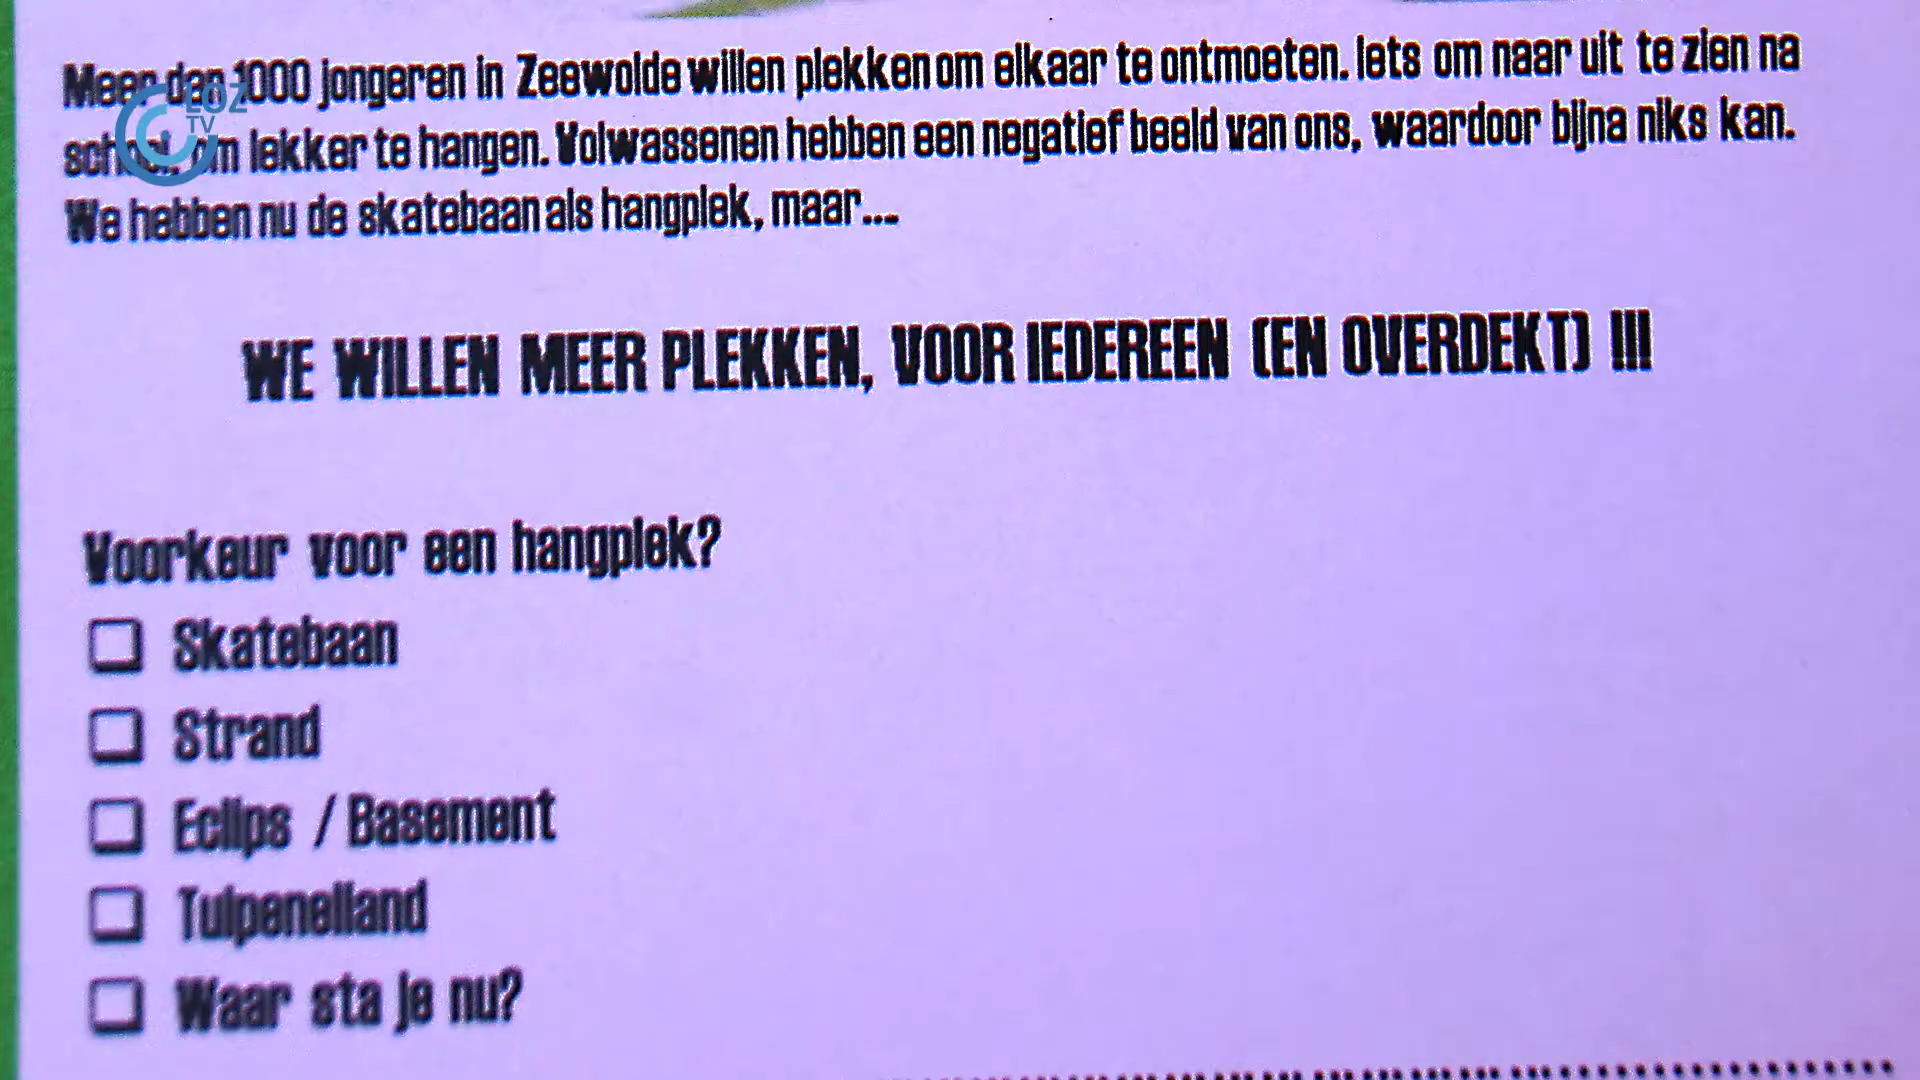 Meer dan 1000 jongeren in Zeewolde willen plekken om elkaar te ontmoeten. Iets om naar uit te zien na
school, om lekker te hangen. Volwassenen hebben een negatief beeld van ons, waardoor bijna niks kan.
We hebben nu de skatebaan als hangplek, maar...
WE WILLEN MEER PLEKKEN, VOOR IEDEREEN (EN OVERDEKT) !!!
Voorkeur voor een hangplek?
Skatebaan
Strand
Eclips / Basement
Tulpeneiland
Waar sta je nu?
LOZ
TV